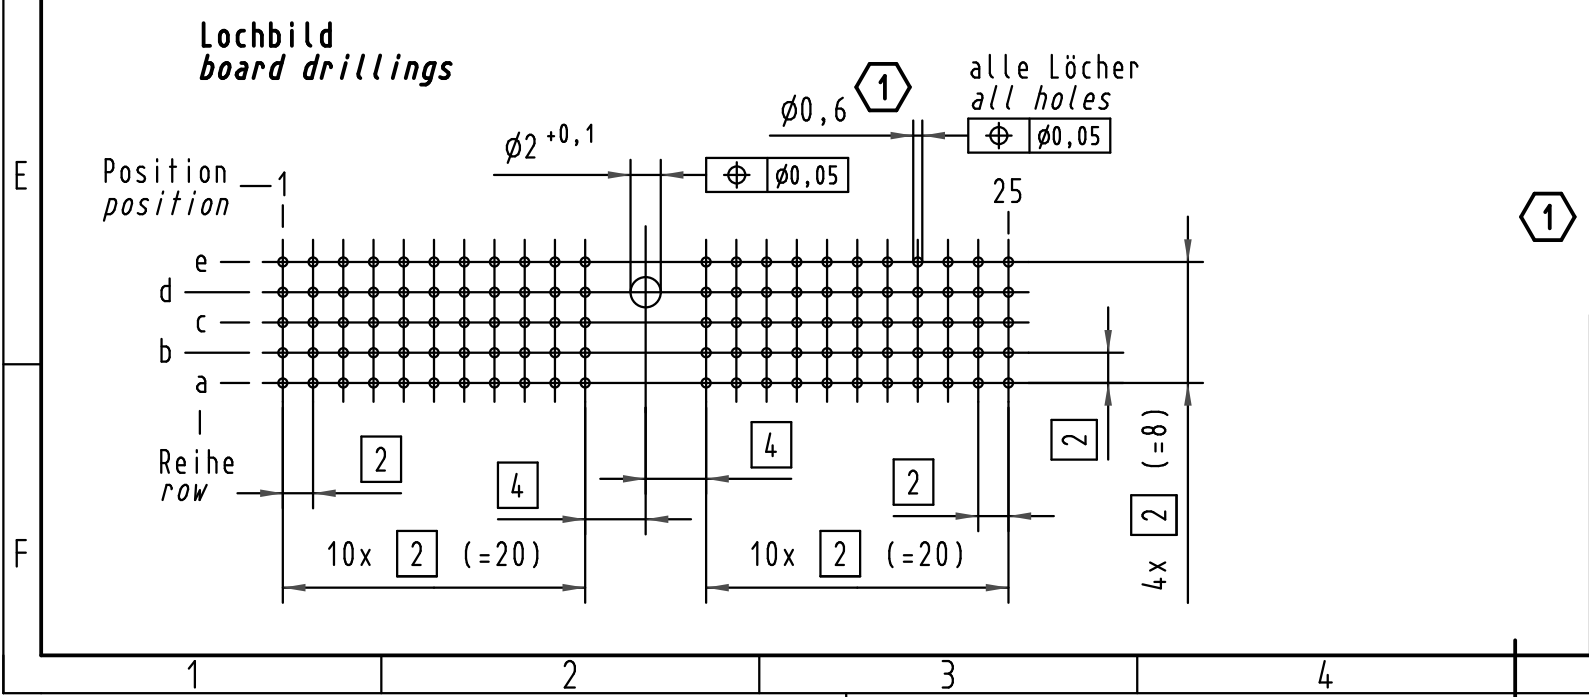 Lochbild
board drillings
alle Löcher
all holes
Ø0,6
1
⌖ Ø0,05
Ø2 +0,1
⌖ Ø0,05
Position
position
1
25
1
E
e
d
c
b
a
Reihe
row
2
4
4
2
2
10x 2 (=20)
10x 2 (=20)
4x 2 (=8)
F
1
2
3
4